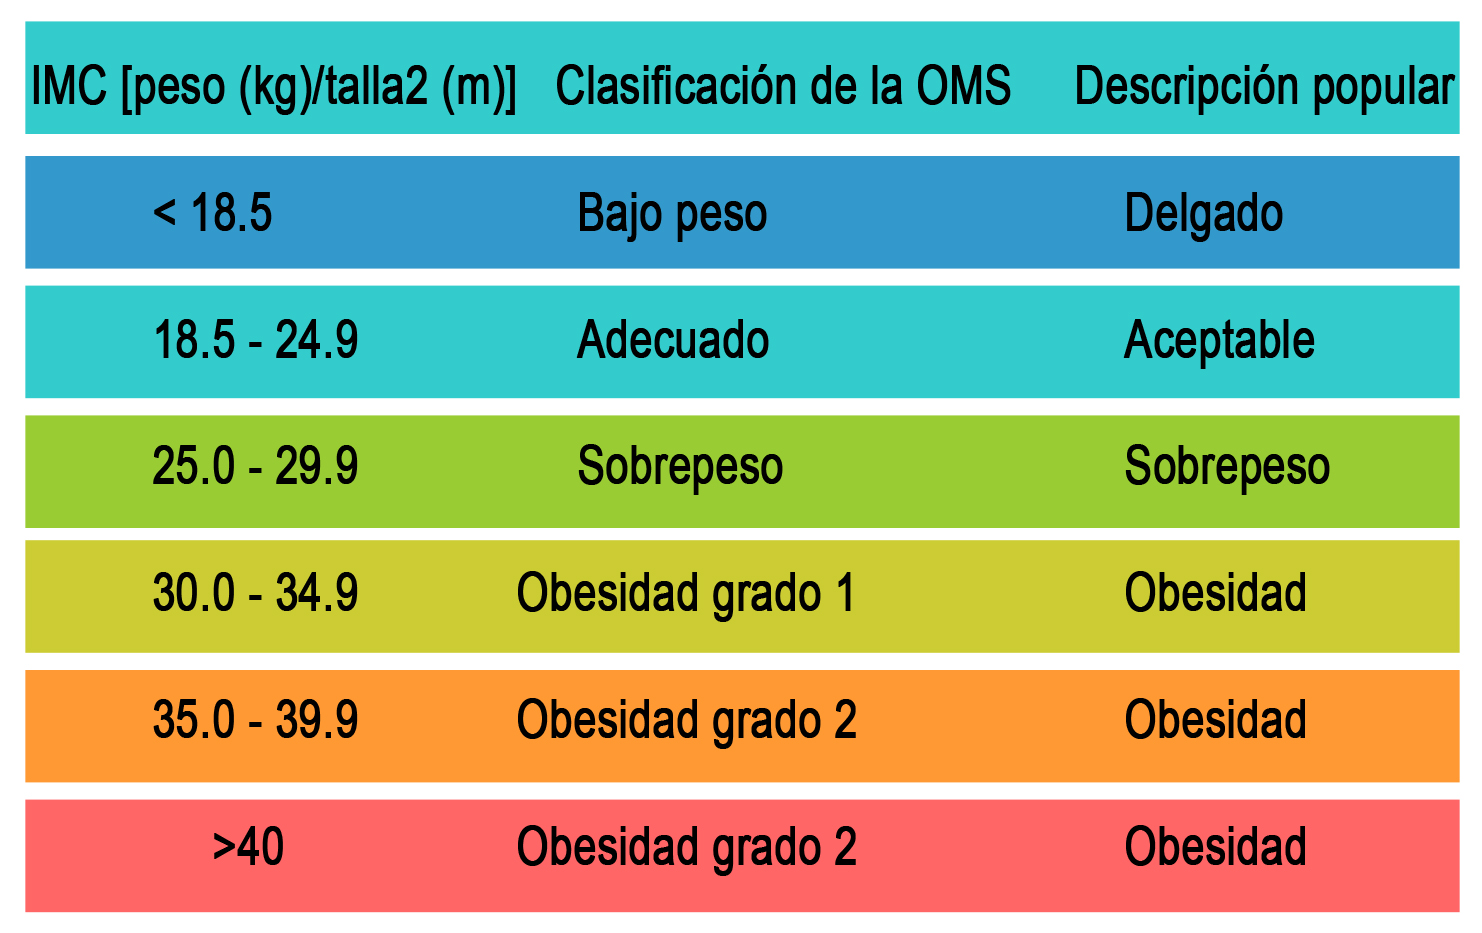 IMC [peso (kg)/talla2 (m)] Clasificación de la OMS Descripción popular
< 18.5 Bajo peso Delgado
18.5 - 24.9 Adecuado Aceptable
25.0 - 29.9 Sobrepeso Sobrepeso
30.0 - 34.9 Obesidad grado 1 Obesidad
35.0 - 39.9 Obesidad grado 2 Obesidad
>40 Obesidad grado 2 Obesidad